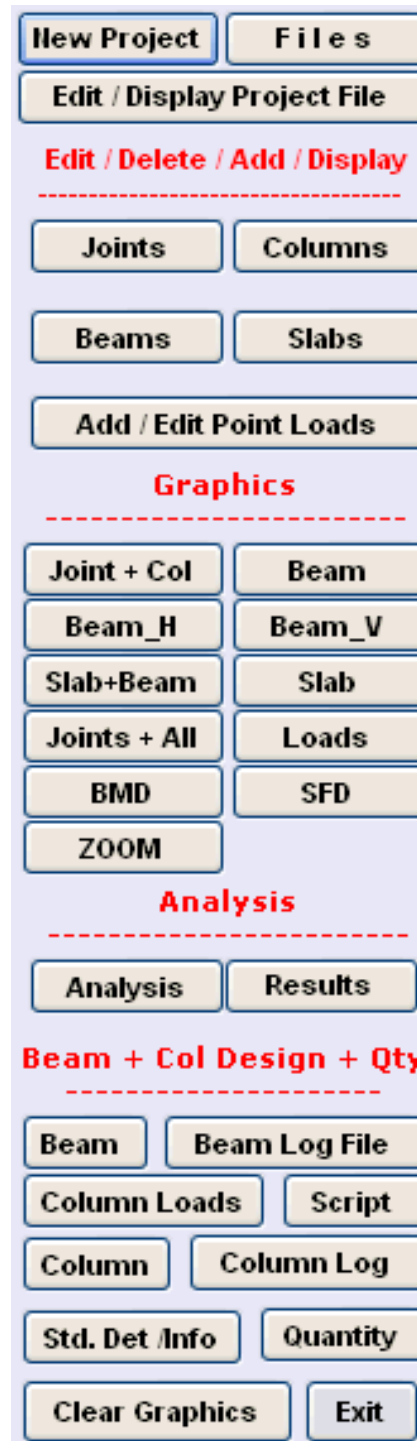 New Project F i l e s
Edit / Display Project File
Edit / Delete / Add / Display
------------------------------------
Joints Columns
Beams Slabs
Add / Edit Point Loads
Graphics
-------------------------
Joint + Col Beam
Beam_H Beam_V
Slab+Beam Slab
Joints + All Loads
BMD SFD
ZOOM
Analysis
-------------------------
Analysis Results
Beam + Col Design + Qty
----------------------
Beam Beam Log File
Column Loads Script
Column Column Log
Std. Det /Info Quantity
Clear Graphics Exit